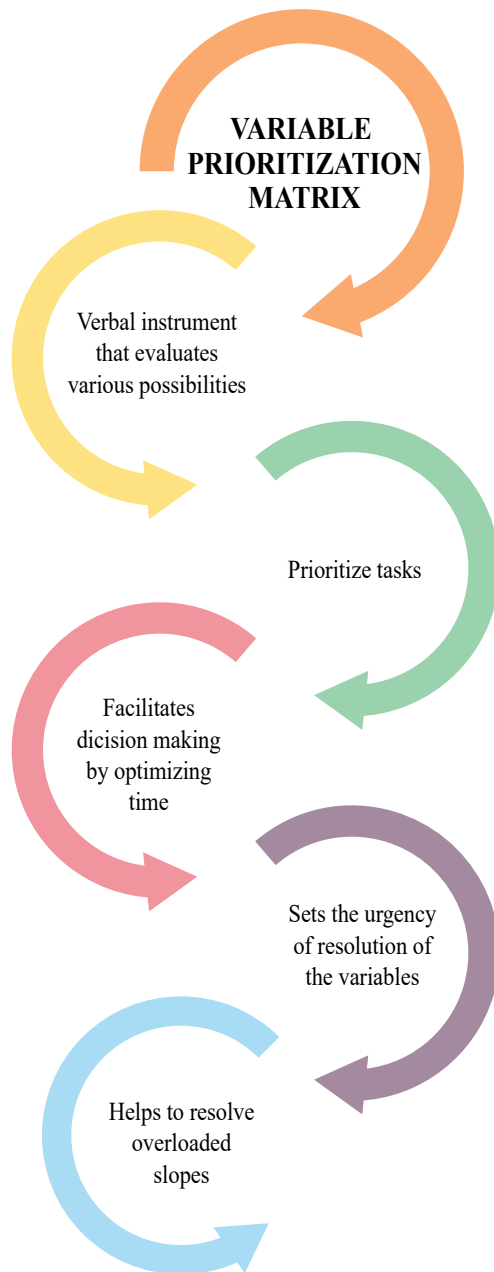 VARIABLE
PRIORITIZATION
MATRIX
Verbal instrument
that evaluates
various possibilities
Prioritize tasks
Facilitates
dicision making
by optimizing
time
Sets the urgency
of resolution of
the variables
Helps to resolve
overloaded
slopes